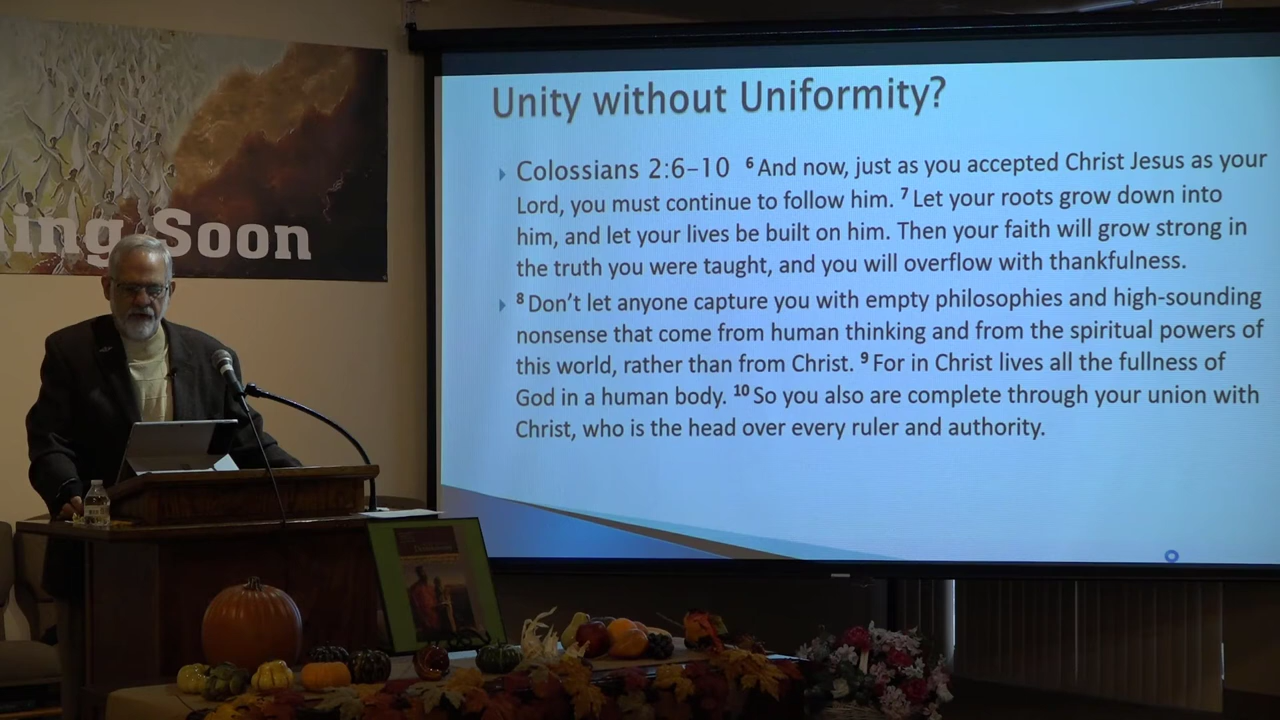 ing Soon
Unity without Uniformity?
Colossians 2:6–10 ⁶ And now, just as you accepted Christ Jesus as your
Lord, you must continue to follow him. ⁷ Let your roots grow down into
him, and let your lives be built on him. Then your faith will grow strong in
the truth you were taught, and you will overflow with thankfulness.
⁸ Don’t let anyone capture you with empty philosophies and high-sounding
nonsense that come from human thinking and from the spiritual powers of
this world, rather than from Christ. ⁹ For in Christ lives all the fullness of
God in a human body. ¹⁰ So you also are complete through your union with
Christ, who is the head over every ruler and authority.